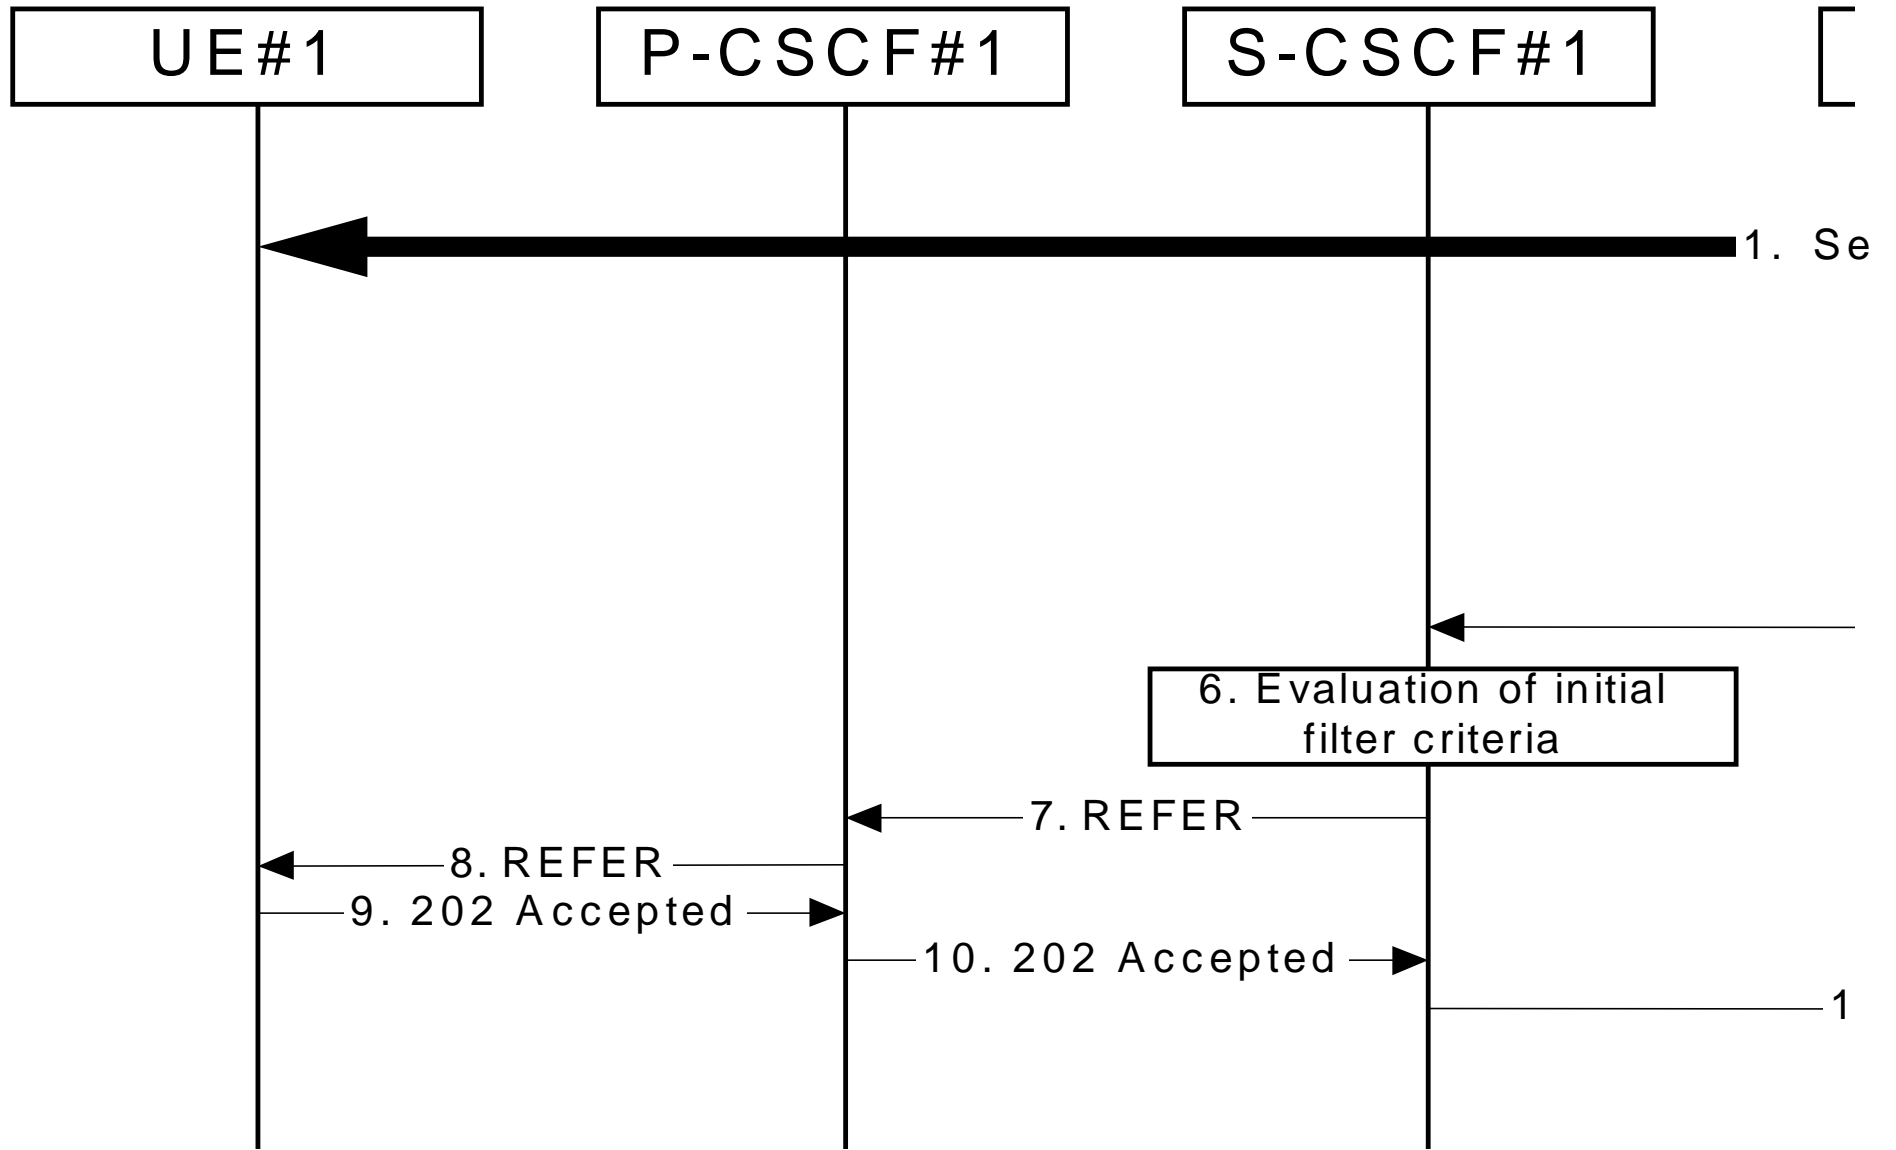 UE#1
P-CSCF#1
S-CSCF#1
1. Se
6. Evaluation of initial
filter criteria
7. REFER
8. REFER
9. 202 Accepted
10. 202 Accepted
1